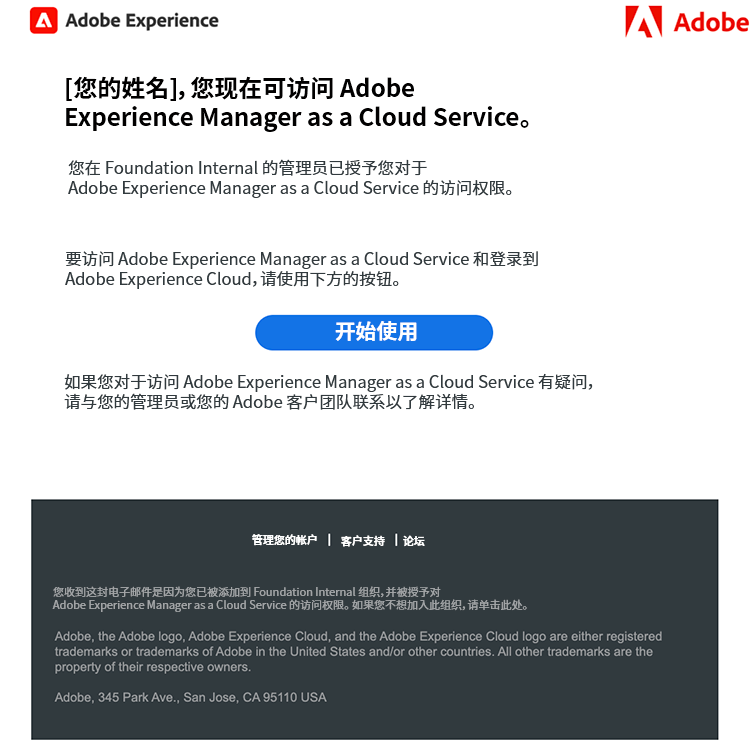 Adobe Experience
Adobe
[您的姓名]，您现在可访问 Adobe
Experience Manager as a Cloud Service。
您在 Foundation Internal 的管理员已授予您对于
Adobe Experience Manager as a Cloud Service 的访问权限。
要访问 Adobe Experience Manager as a Cloud Service 和登录到
Adobe Experience Cloud，请使用下方的按钮。
开始使用
如果您对于访问 Adobe Experience Manager as a Cloud Service 有疑问，
请与您的管理员或您的 Adobe 客户团队联系以了解详情。
管理您的帐户 | 客户支持 | 论坛
您收到这封电子邮件是因为您已被添加到 Foundation Internal 组织，并被授予对
Adobe Experience Manager as a Cloud Service 的访问权限。如果您不想加入此组织，请单击此处。
Adobe, the Adobe logo, Adobe Experience Cloud, and the Adobe Experience Cloud logo are either registered
trademarks or trademarks of Adobe in the United States and/or other countries. All other trademarks are the
property of their respective owners.
Adobe, 345 Park Ave., San Jose, CA 95110 USA